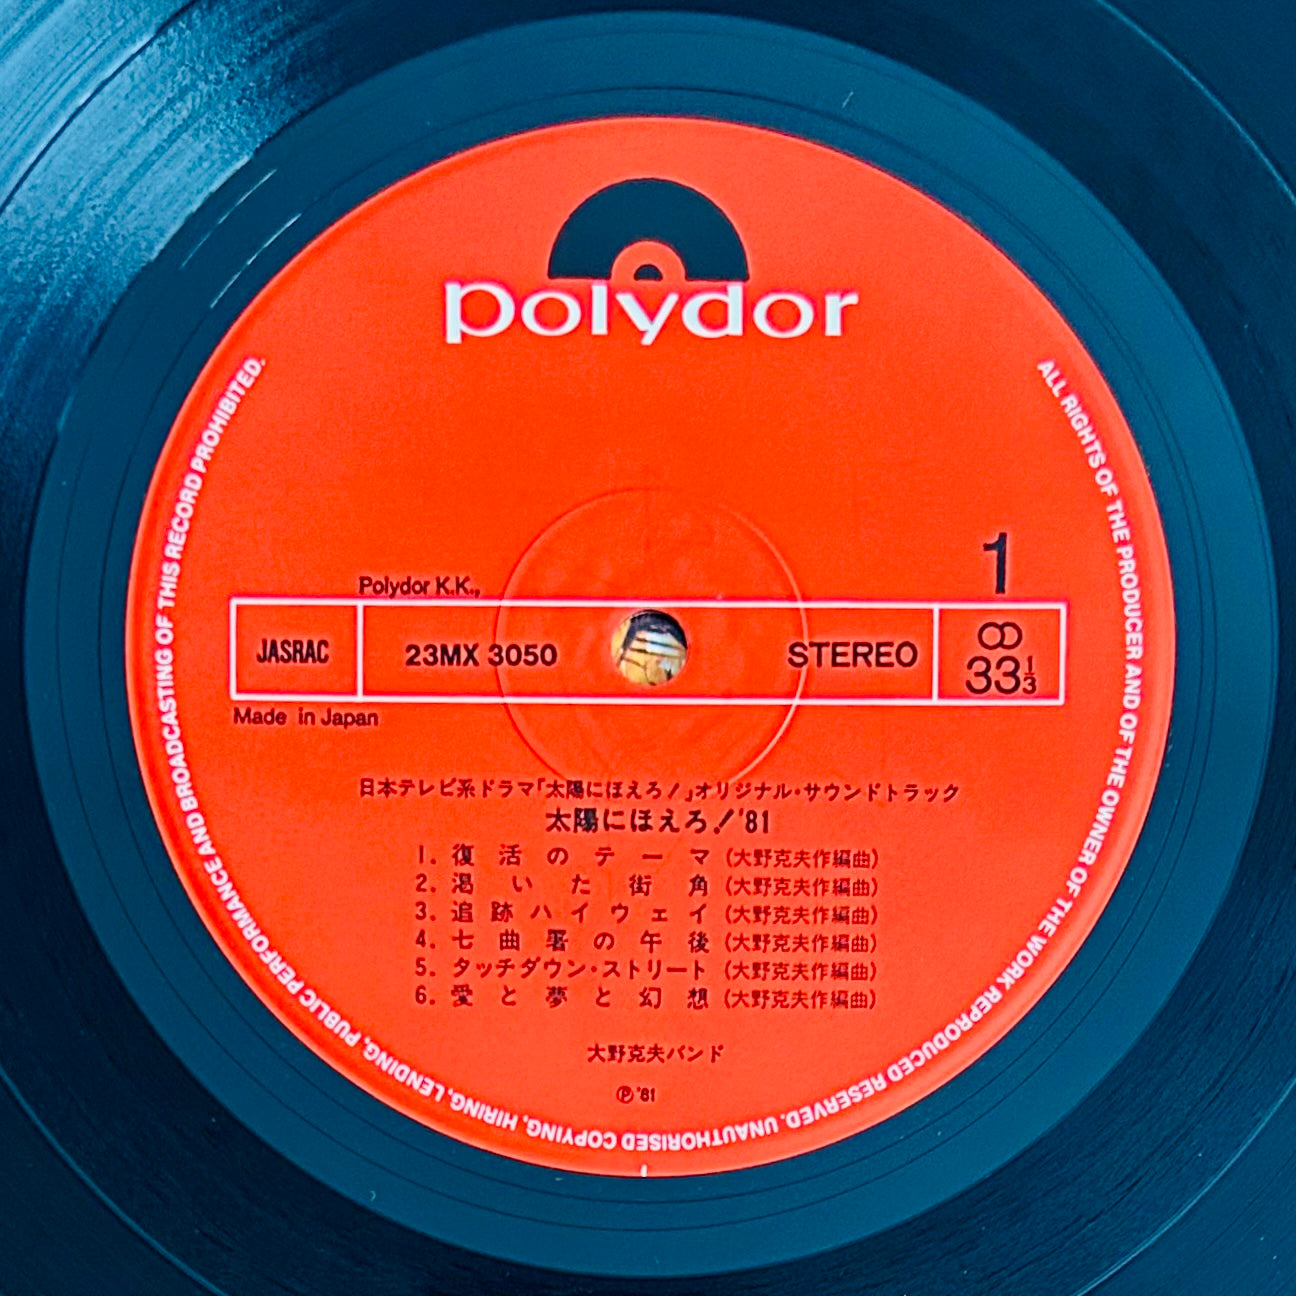 polydor
1
Polydor K.K.,
JASRAC
23MX 3050
STEREO
33 1/3
Made in Japan
日本テレビ系ドラマ「太陽にほえろ!」オリジナル・サウンドトラック
太陽にほえろ!'81
1. 復活のテーマ (大野克夫作編曲)
2. 渇いた街角 (大野克夫作編曲)
3. 追跡ハイウェイ (大野克夫作編曲)
4. 七曲署の午後 (大野克夫作編曲)
5. タッチダウン・ストリート (大野克夫作編曲)
6. 愛と夢と幻想 (大野克夫作編曲)
大野克夫バンド
Ⓟ '81
ALL RIGHTS OF THE PRODUCER AND OF THE OWNER OF THE WORK REPRODUCED RESERVED. UNAUTHORISED COPYING, HIRING, LENDING, PUBLIC PERFORMANCE AND BROADCASTING OF THIS RECORD PROHIBITED.